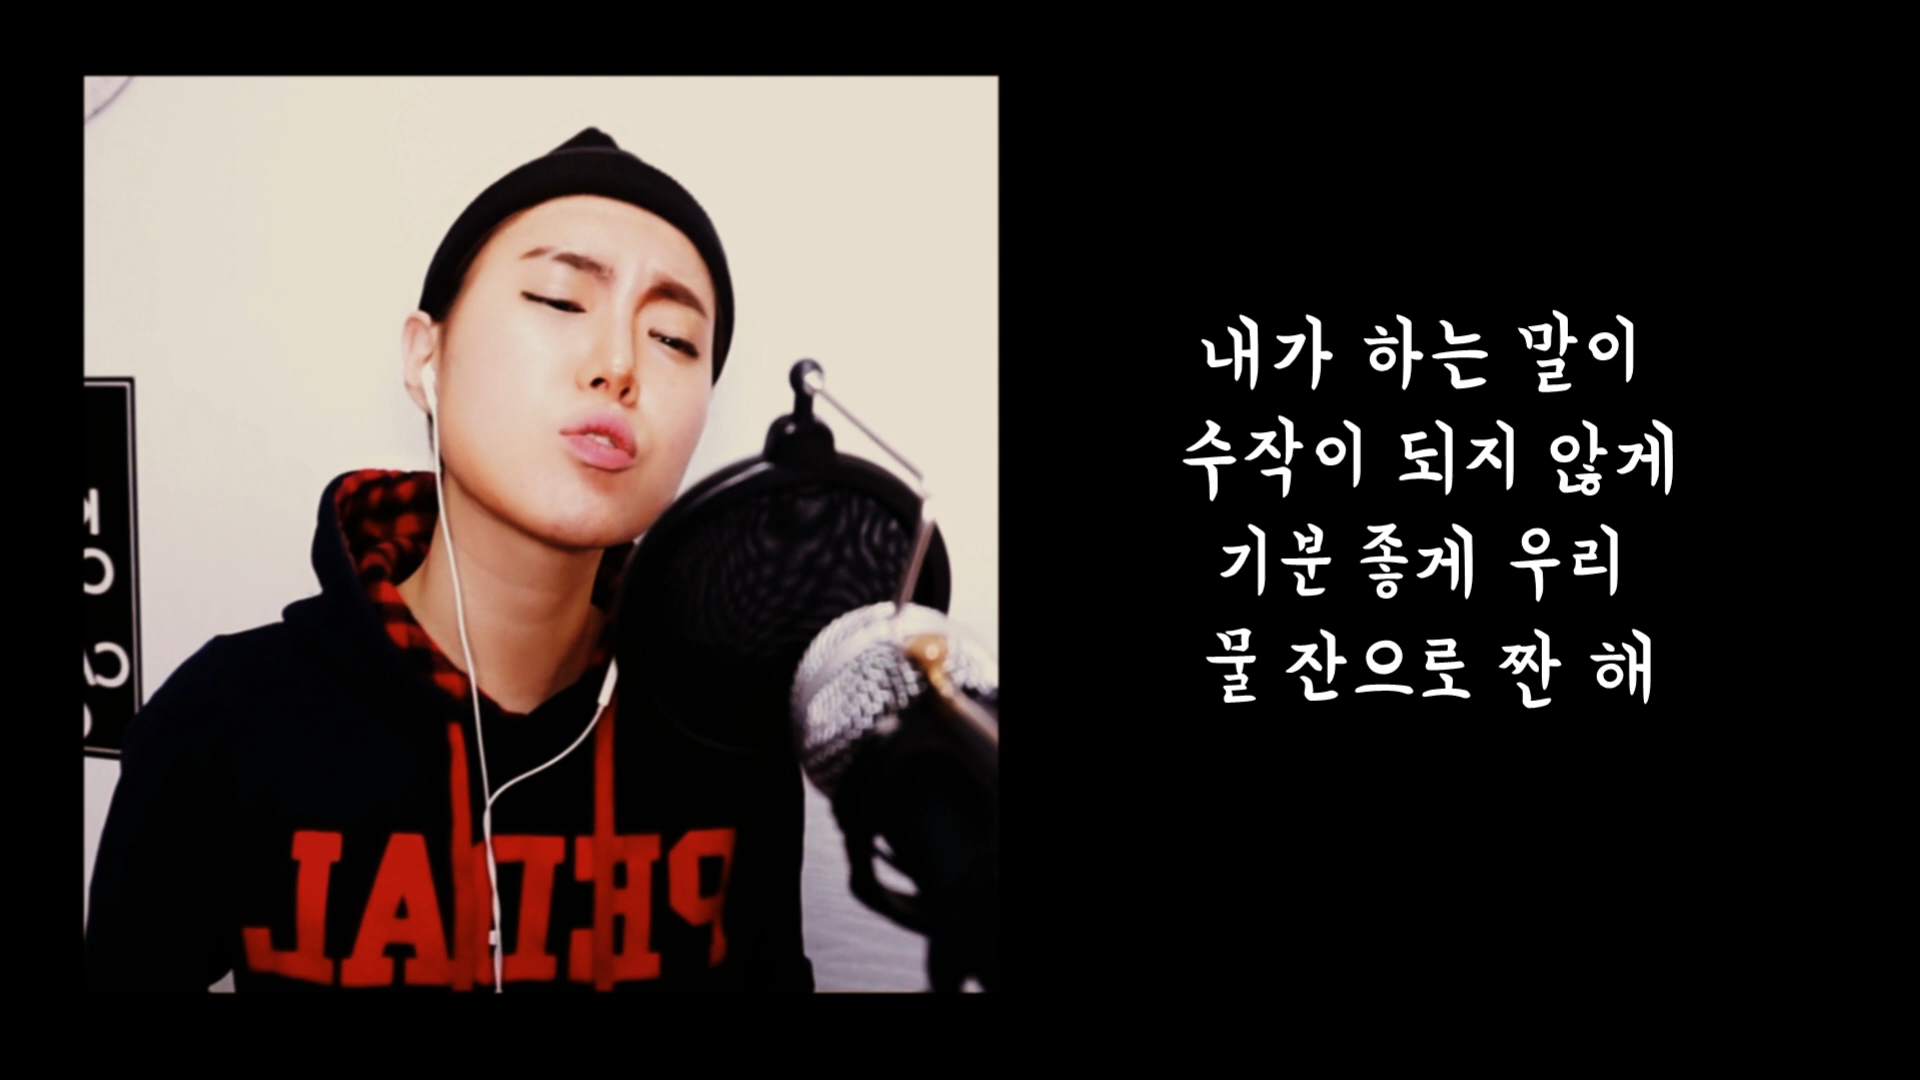 내가 하는 말이
수작이 되지 않게
기분 좋게 우리
물 잔으로 짠 해